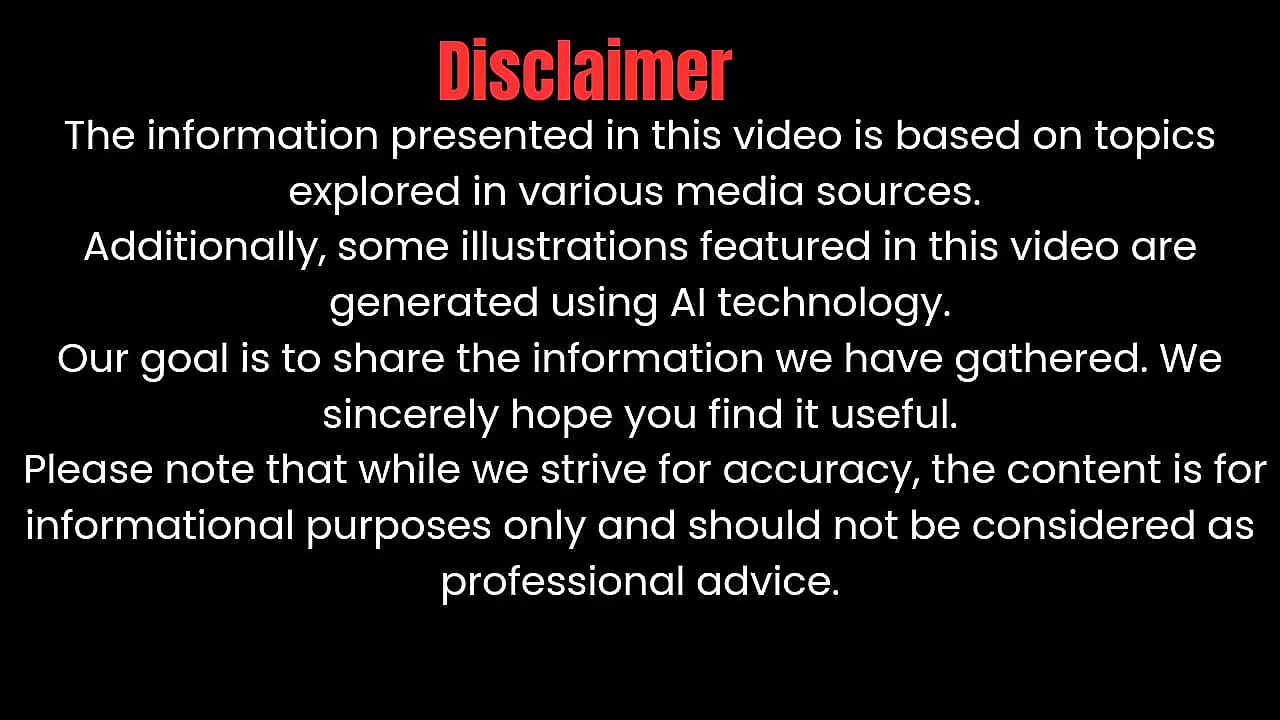 Disclaimer
The information presented in this video is based on topics
explored in various media sources.
Additionally, some illustrations featured in this video are
generated using AI technology.
Our goal is to share the information we have gathered. We
sincerely hope you find it useful.
Please note that while we strive for accuracy, the content is for
informational purposes only and should not be considered as
professional advice.